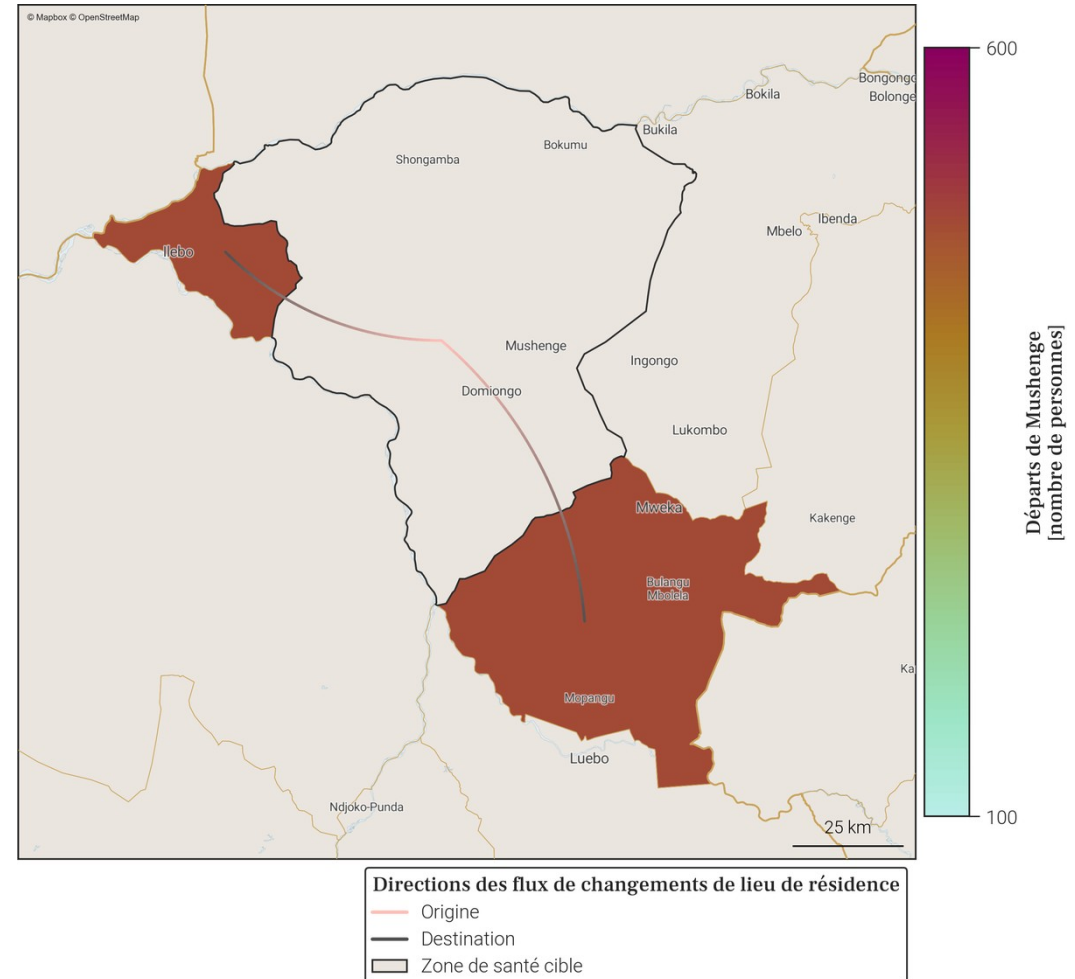 © Mapbox © OpenStreetMap
600
Bongongo
Bokila
Bolonge
Bukila
Bokumu
Shongamba
Ibenda
Mbelo
Ilebo
Mushenge
Ingongo
Domiongo
Lukombo
Mweka
Kakenge
Bulangu
Mbolela
Ka
Mopangu
Luebo
Ndjoko-Punda
25 km
100
Départs de Mushenge
[nombre de personnes]
Directions des flux de changements de lieu de résidence
Origine
Destination
Zone de santé cible